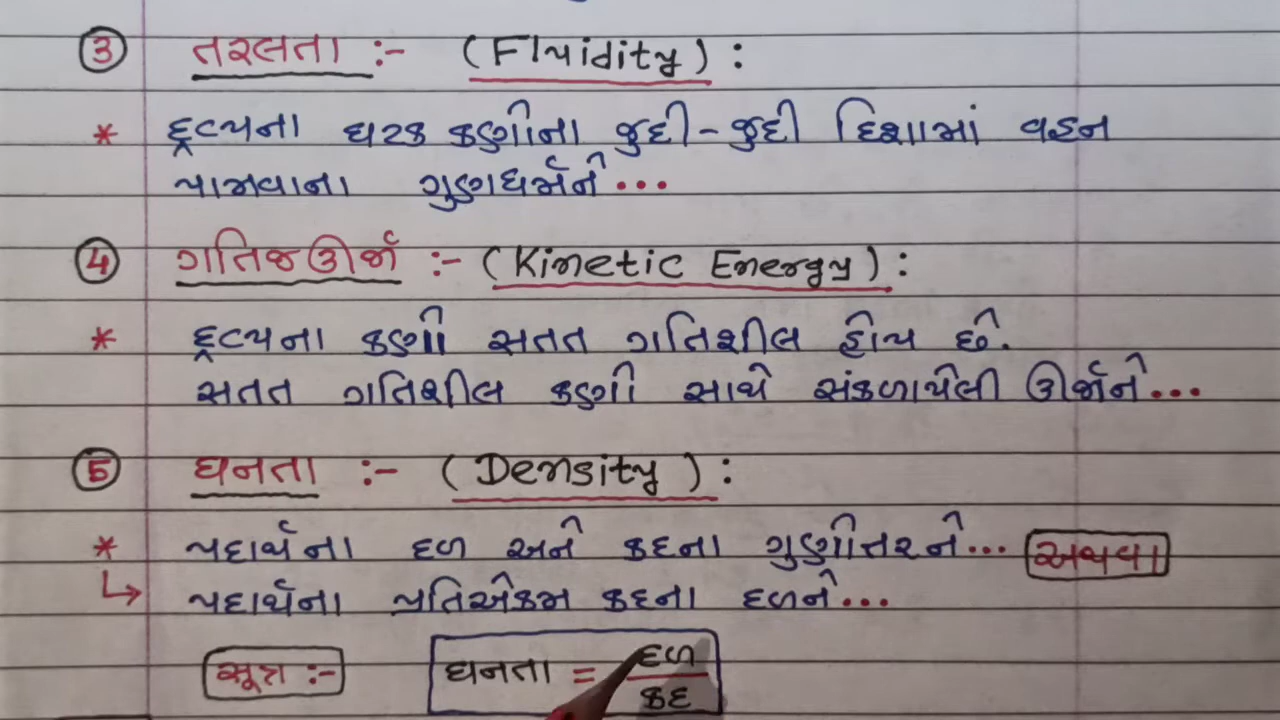 ③ તરલતા :- (Fluidity) :
* દ્રવ્યના ઘટક કણોના જુદી-જુદી દિશામાં વહન
પામવાના ગુણધર્મને...
④ ગતિજઊર્જા :- (Kinetic Energy) :
* દ્રવ્યના કણો સતત ગતિશીલ હોય છે.
સતત ગતિશીલ કણો સાથે સંકળાયેલી ઊર્જાને...
⑤ ઘનતા :- (Density) :
* પદાર્થના દળ અને કદના ગુણોત્તરને... અથવા
↳ પદાર્થના પ્રતિએકમ કદના દળને...
સૂત્ર :- ઘનતા = દળ
કદ